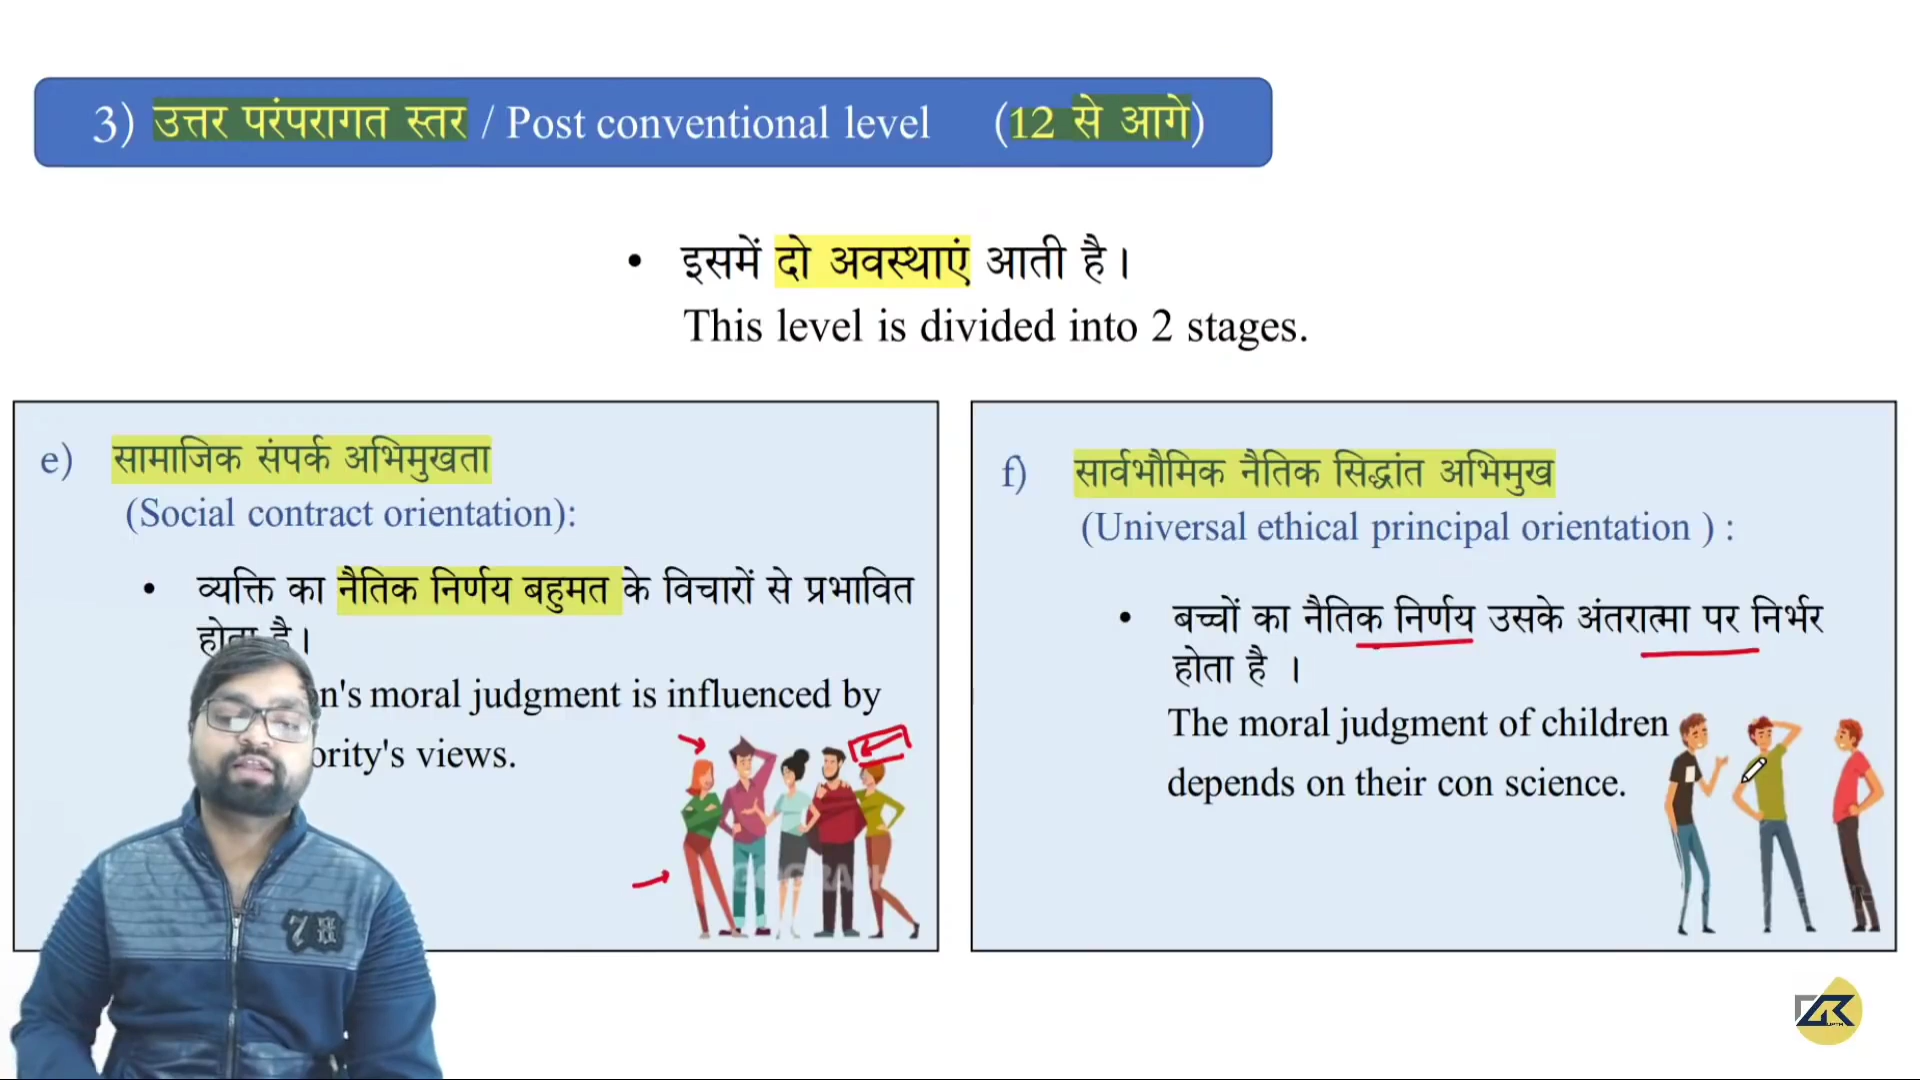 3) उत्तर परंपरागत स्तर / Post conventional level (12 से आगे)
• इसमें दो अवस्थाएं आती है।
This level is divided into 2 stages.
e) सामाजिक संपर्क अभिमुखता
(Social contract orientation):
• व्यक्ति का नैतिक निर्णय बहुमत के विचारों से प्रभावित
होता है।
n's moral judgment is influenced by
ority's views.
f) सार्वभौमिक नैतिक सिद्धांत अभिमुख
(Universal ethical principal orientation ) :
• बच्चों का नैतिक निर्णय उसके अंतरात्मा पर निर्भर
होता है ।
The moral judgment of children
depends on their con science.